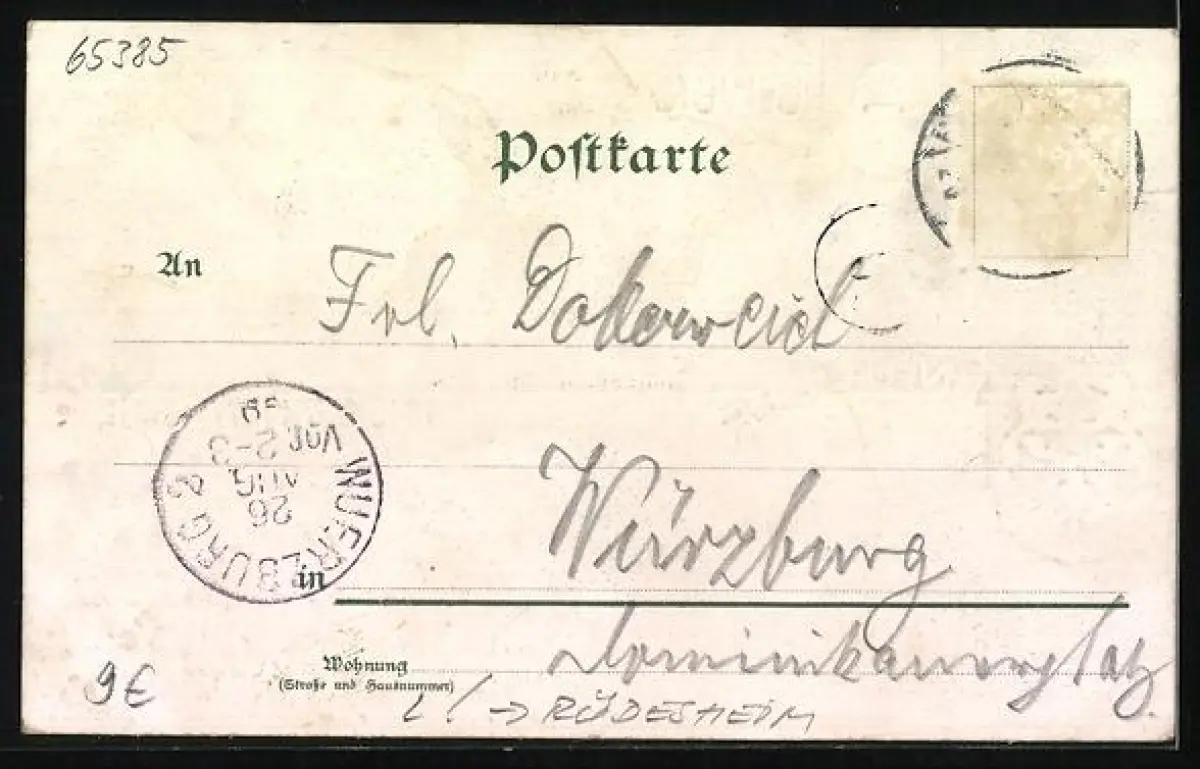 65385
Postkarte
An
Frl.
WUERZBURG 2
26
AUG
2-3
Vor.
Würzburg
in
Wohnung
(Straße und Hausnummer)
Dominikanerplatz
9€
L! → RÜDESHEIM